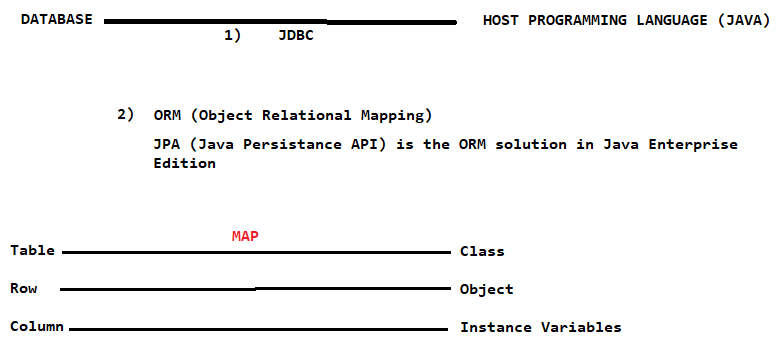 DATABASE HOST PROGRAMMING LANGUAGE (JAVA)
1) JDBC
2) ORM (Object Relational Mapping)
JPA (Java Persistance API) is the ORM solution in Java Enterprise
Edition
MAP
Table Class
Row Object
Column Instance Variables